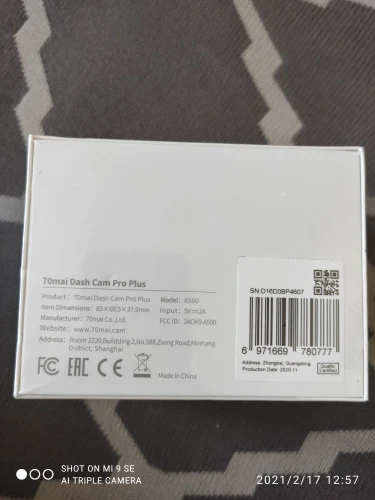 70mai Dash Cam Pro Plus
Product : 70mai Dash Cam Pro Plus Model: A500
Item Dimensions: 83×60.5×37.9mm Input: 5V⎓2A
Manufacturer: 70mai Co.,Ltd. FCC ID: 2AOK9-A500
Website: www.70mai.com
Address: Room 2220,Buildding 2,No.588,Zixing Road,Minhang
District, Shanghai
FC EAC CE Made in China
SN:D16D0BP4607
6 971669 780777
Address: Zhongkai, Guangdong
Production Date: 2020.11
Quality
Certified
SHOT ON MI 9 SE
AI TRIPLE CAMERA
2021/2/17 12:57